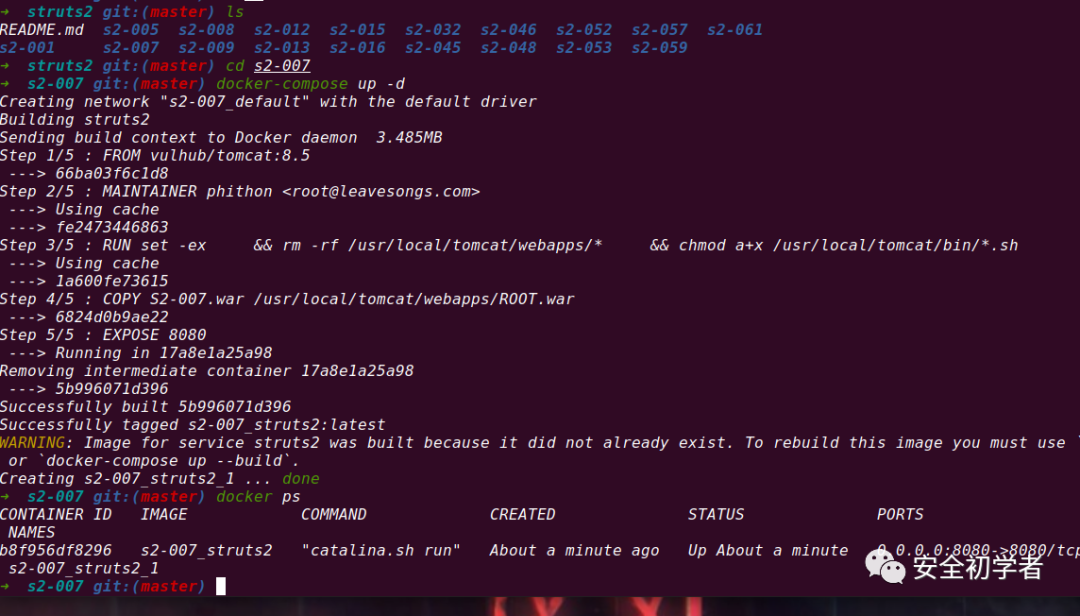 ➜  struts2 git:(master) ls
README.md  s2-005  s2-008  s2-012  s2-015  s2-032  s2-046  s2-052  s2-057  s2-061
s2-001     s2-007  s2-009  s2-013  s2-016  s2-045  s2-048  s2-053  s2-059
➜  struts2 git:(master) cd s2-007
➜  s2-007 git:(master) docker-compose up -d
Creating network "s2-007_default" with the default driver
Building struts2
Sending build context to Docker daemon  3.485MB
Step 1/5 : FROM vulhub/tomcat:8.5
 ---> 66ba03f6c1d8
Step 2/5 : MAINTAINER phithon <root@leavesongs.com>
 ---> Using cache
 ---> fe2473446863
Step 3/5 : RUN set -ex     && rm -rf /usr/local/tomcat/webapps/*     && chmod a+x /usr/local/tomcat/bin/*.sh
 ---> Using cache
 ---> 1a600fe73615
Step 4/5 : COPY S2-007.war /usr/local/tomcat/webapps/ROOT.war
 ---> 6824d0b9ae22
Step 5/5 : EXPOSE 8080
 ---> Running in 17a8e1a25a98
Removing intermediate container 17a8e1a25a98
 ---> 5b996071d396
Successfully built 5b996071d396
Successfully tagged s2-007_struts2:latest
WARNING: Image for service struts2 was built because it did not already exist. To rebuild this image you must use `
 or `docker-compose up --build`.
Creating s2-007_struts2_1 ... done
➜  s2-007 git:(master) docker ps
CONTAINER ID   IMAGE            COMMAND             CREATED              STATUS              PORTS
 NAMES
b8f956df8296   s2-007_struts2   "catalina.sh run"   About a minute ago   Up About a minute   0.0.0.0:8080->8080/tcp
 s2-007_struts2_1
安全初学者
➜  s2-007 git:(master)